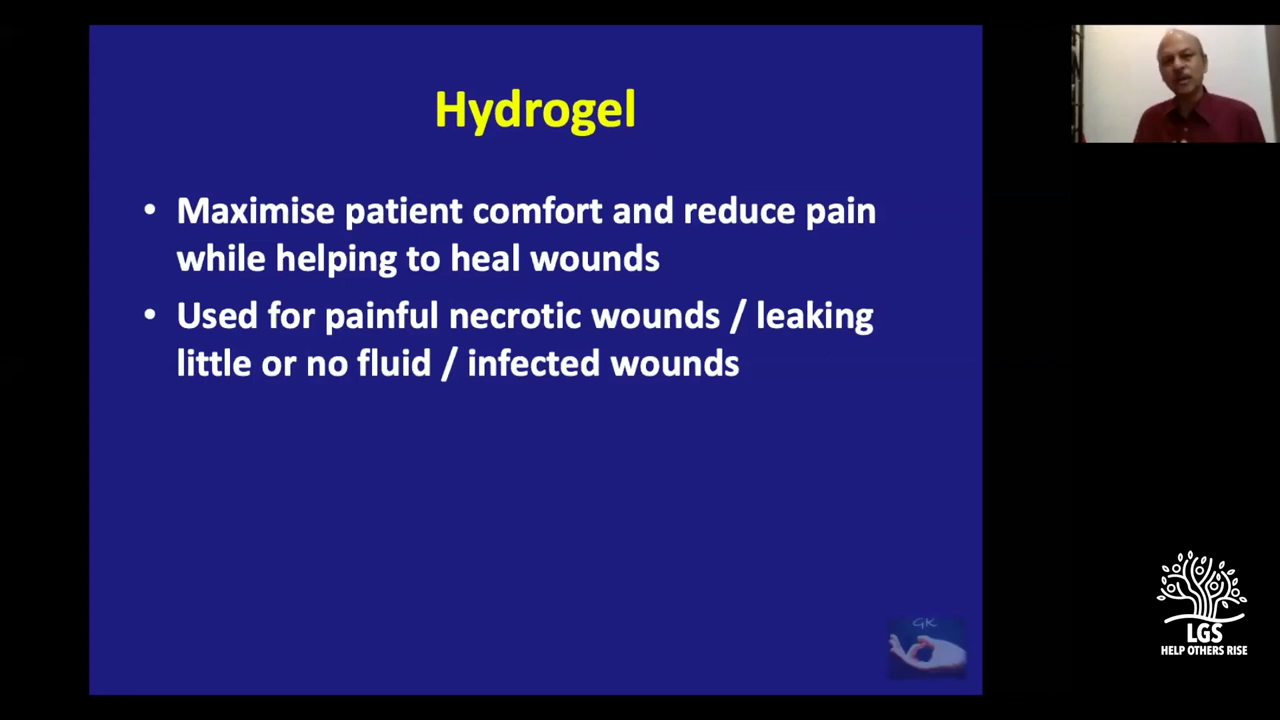 Hydrogel
• Maximise patient comfort and reduce pain
while helping to heal wounds
• Used for painful necrotic wounds / leaking
little or no fluid / infected wounds
GK
LGS
HELP OTHERS RISE